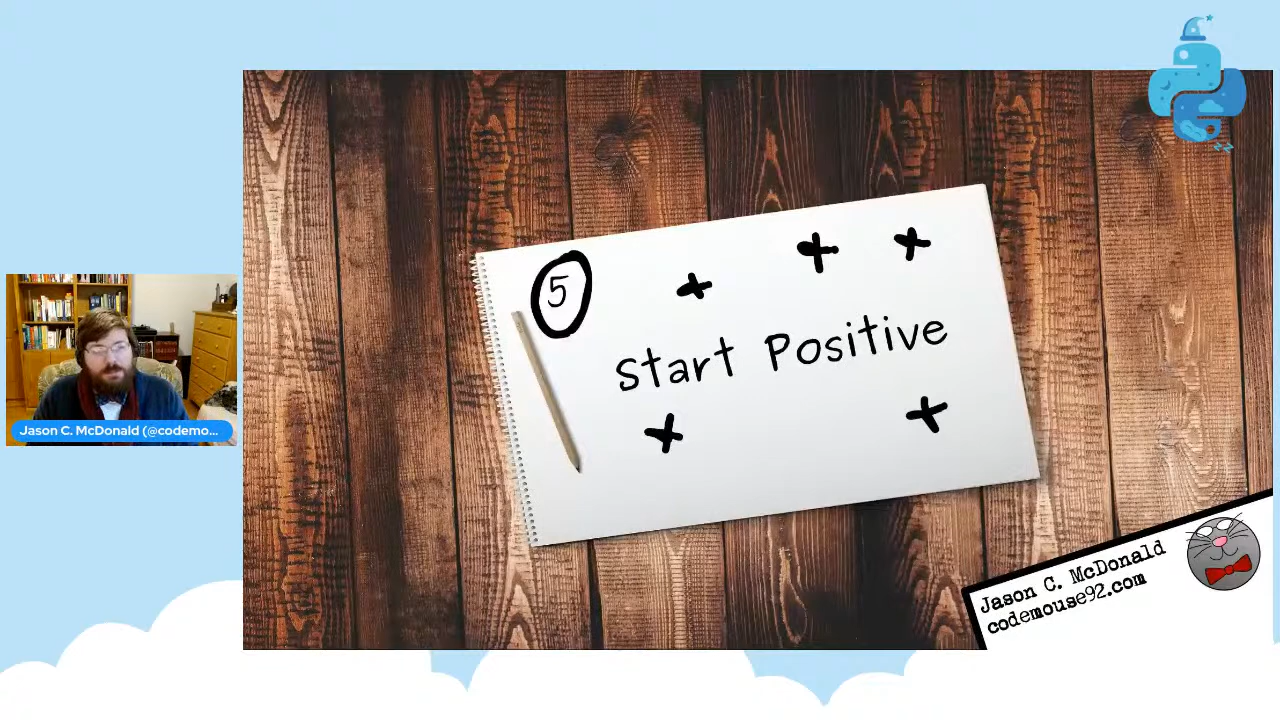 5
Start Positive
Jason C. McDonald (@codemo...
Jason C. McDonald
codemouse92.com